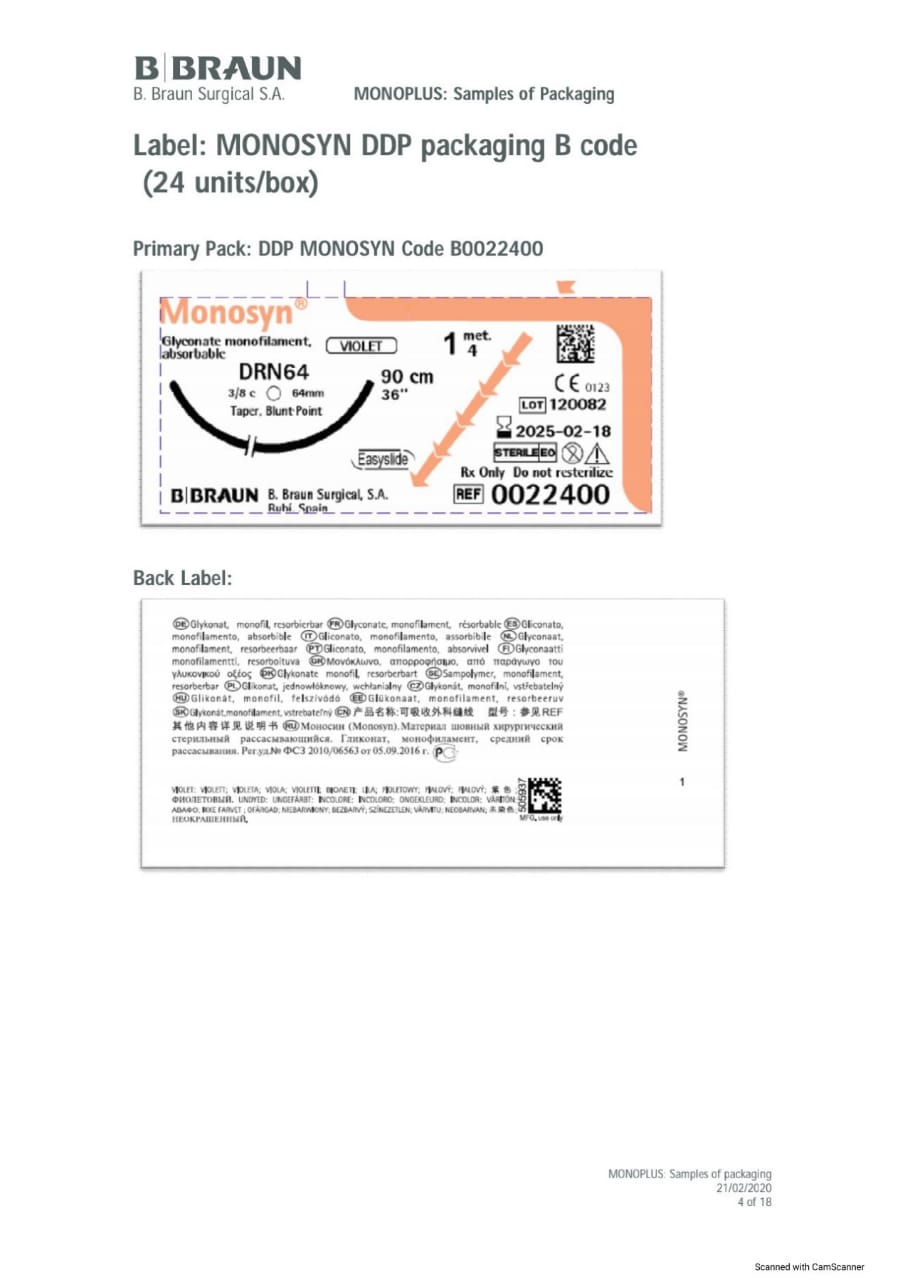 B|BRAUN
B. Braun Surgical S.A.
MONOPLUS: Samples of Packaging
Label: MONOSYN DDP packaging B code
(24 units/box)
Primary Pack: DDP MONOSYN Code B0022400
Monosyn®
Glyconate monofilament,
absorbable
VIOLET
1 met. 4
DRN64
90 cm
36"
3/8 c 64mm
Taper, Blunt Point
Easyslide
CE 0123
LOT 120082
2025-02-18
STERILE EO
Rx Only Do not resterilize
REF 0022400
B|BRAUN B. Braun Surgical, S.A.
Rubí, Spain
Back Label:
DE Glykonat, monofil, resorbierbar FR Glyconate, monofilament, résorbable ES Gliconato,
monofilamento, absorbible IT Gliconato, monofilamento, assorbibile NL Glyconaat,
monofilament, resorbeerbaar PT Gliconato, monofilamento, absorvível FI Glyconaatti
monofilamentti, resorboituva GR Μονόκλωνο, απορροφήσιμο, από παράγωγο του
γλυκονικού οξέος DK Glykonate monofil, resorberbart SE Sampolymer, monofilament,
resorberbar PL Glikonat, jednowłóknowy, wchłanialny CZ Glykonát, monofilní, vstřebatelný
HU Glikonát, monofil, felszívódó EE Glükonaat, monofilament, resorbeeruv
SK Glykonát,monofilament, vstrebateľný CN 产品名称:可吸收外科缝线 型号：参见REF
其他内容详见说明书 RU Моносин (Monosyn).Материал шовный хирургический
стерильный рассасывающийся. Гликонат, монофиламент, средний срок
рассасывания. Рег.уд.№ ФСЗ 2010/06563 от 05.09.2016 г.
VIOLET: VIOLETT; VIOLETA; VIOLA; VIOLETTI; ΒΙΟΛΕΤΙ; LILA; FIOLETOWY; FIALOVÝ; FIALOVÝ; 紫色;
ФИОЛЕТОВЫЙ. UNDYED: UNGEFÄRBT; INCOLORE; INCOLORO; ONGEKLEURD; INCOLOR; VÄRITÖN;
ΑΒΑΦΟ; IKKE FARVET; OFÄRGAD; NIEBARWIONY; BEZBARVÝ; SZÍNEZETLEN; VÄRVITU; NEOBARVAN; 未染色;
НЕОКРАШЕННЫЙ.
505937
MFG. use only
MONOSYN®
1
MONOPLUS: Samples of packaging
21/02/2020
4 of 18
Scanned with CamScanner